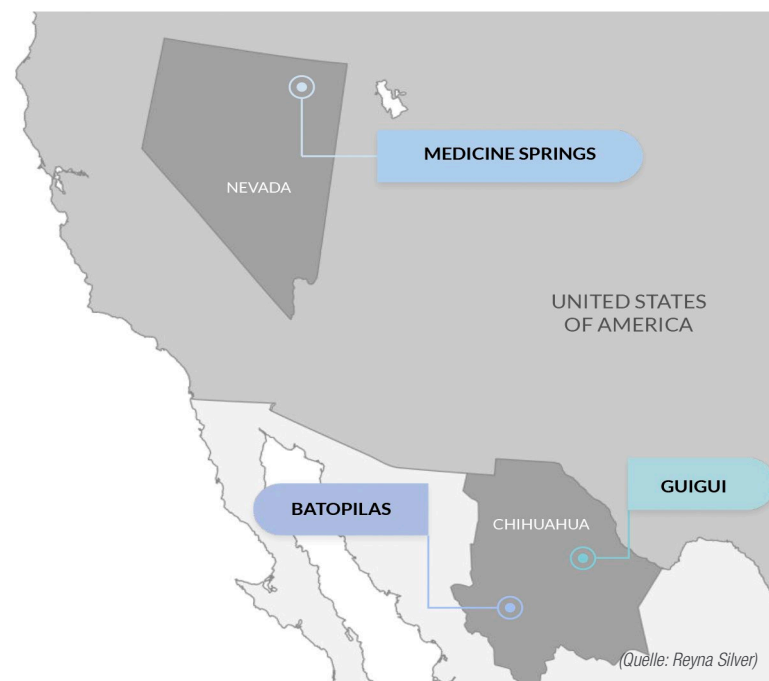 MEDICINE SPRINGS
NEVADA
UNITED STATES
OF AMERICA
GUIGUI
BATOPILAS
CHIHUAHUA
(Quelle: Reyna Silver)